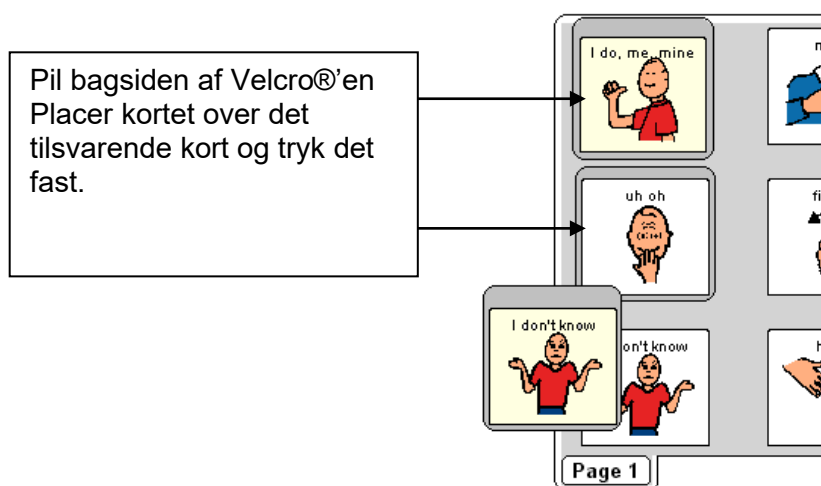 Pil bagsiden af Velcro®’en
Placer kortet over det
tilsvarende kort og tryk det
fast.
I do, me, mine
uh oh
I don't know
on't know
Page 1